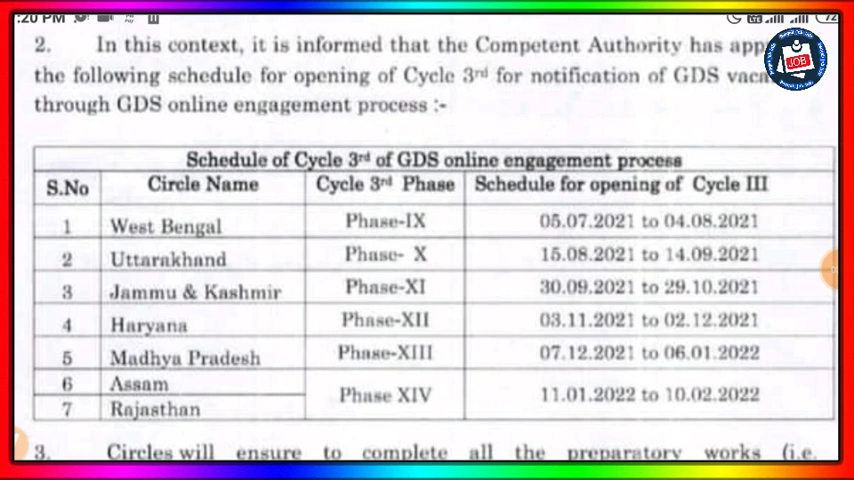 :20 PM
2. In this context, it is informed that the Competent Authority has
the following schedule for opening of Cycle 3rd for notification of GDS
through GDS online engagement process :-
Schedule of Cycle 3rd of GDS online engagement process
S.No Circle Name Cycle 3rd Phase Schedule for opening of Cycle III
1 West Bengal Phase-IX 05.07.2021 to 04.08.2021
2 Uttarakhand Phase- X 15.08.2021 to 14.09.2021
3 Jammu & Kashmir Phase-XI 30.09.2021 to 29.10.2021
4 Haryana Phase-XII 03.11.2021 to 02.12.2021
5 Madhya Pradesh Phase-XIII 07.12.2021 to 06.01.2022
6 Assam Phase XIV 11.01.2022 to 10.02.2022
7 Rajasthan
3. Circles will ensure to complete all the preparatory works (i.e.
JOB